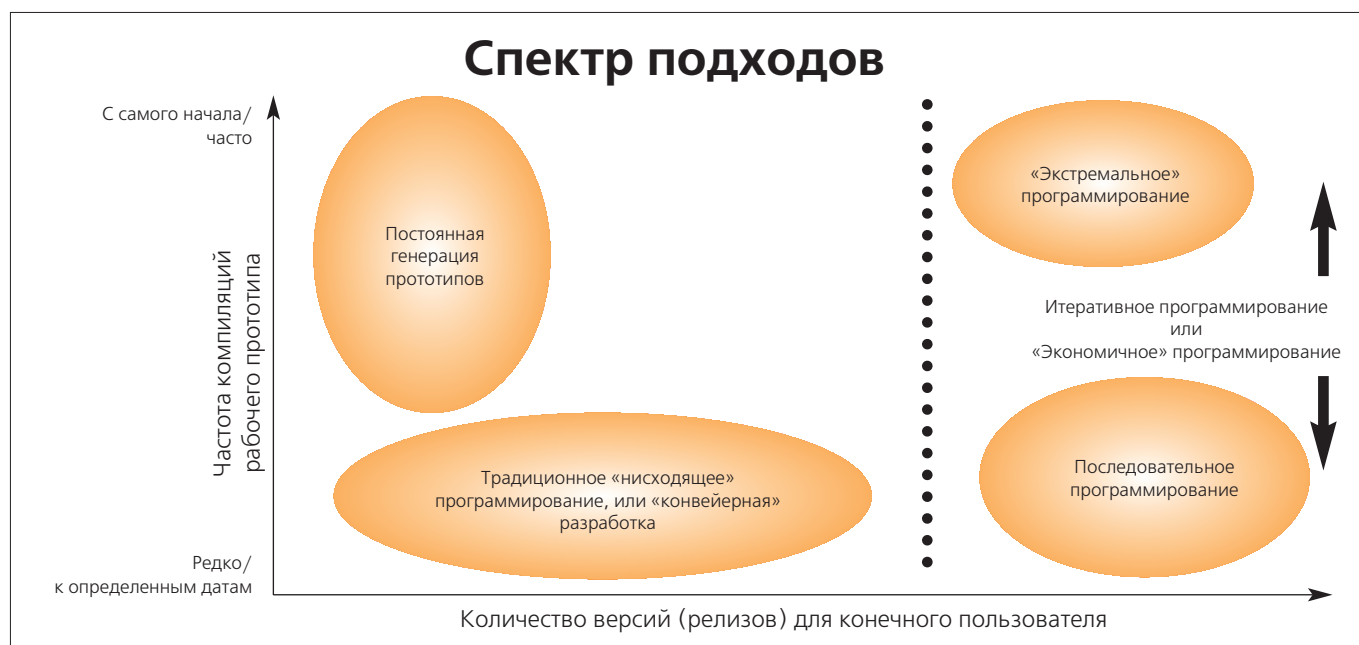 Спектр подходов
С самого начала/
часто
Частота компиляций
рабочего прототипа
Редко/
к определенным датам
Постоянная
генерация
прототипов
Традиционное «нисходящее»
программирование, или «конвейерная»
разработка
«Экстремальное»
программирование
Итеративное программирование
или
«Экономичное» программирование
Последовательное
программирование
Количество версий (релизов) для конечного пользователя